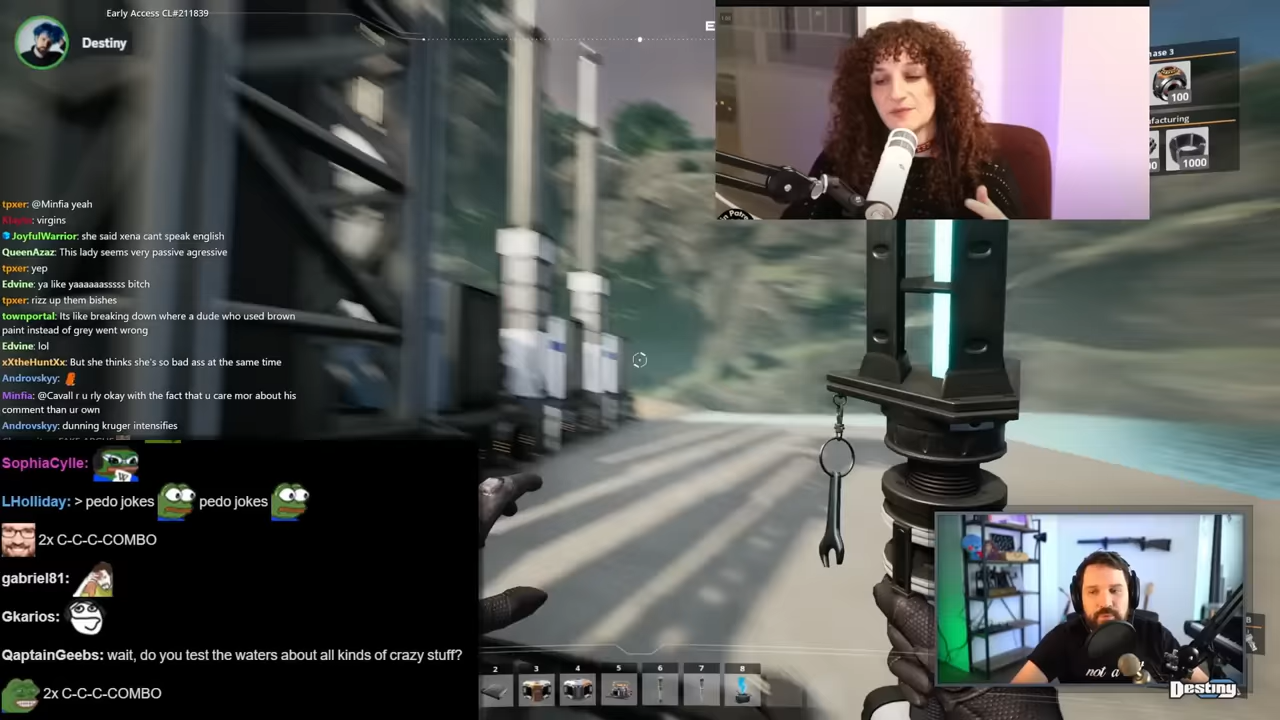 Early Access CL#211839
Destiny
E
hase 3
100
ufacturing
00
1000
tpxer: @Minfia yeah
: virgins
JoyfulWarrior: she said xena cant speak english
QueenAzaz: This lady seems very passive agressive
tpxer: yep
Edvine: ya like yaaaaaasssss bitch
tpxer: rizz up them bishes
townportal: Its like breaking down where a dude who used brown
paint instead of grey went wrong
Edvine: lol
xXtheHuntXx: But she thinks she's so bad ass at the same time
Androvskyy:
Minfia: @Cavall r u rly okay with the fact that u care mor about his
comment than ur own
Androvskyy: dunning kruger intensifies
SophiaCylle:
LHolliday: > pedo jokes pedo jokes
2x C-C-C-COMBO
gabriel81:
Gkarios:
QaptainGeebs: wait, do you test the waters about all kinds of crazy stuff?
2x C-C-C-COMBO
2 3 4 5 6 7 8
not a
Destiny